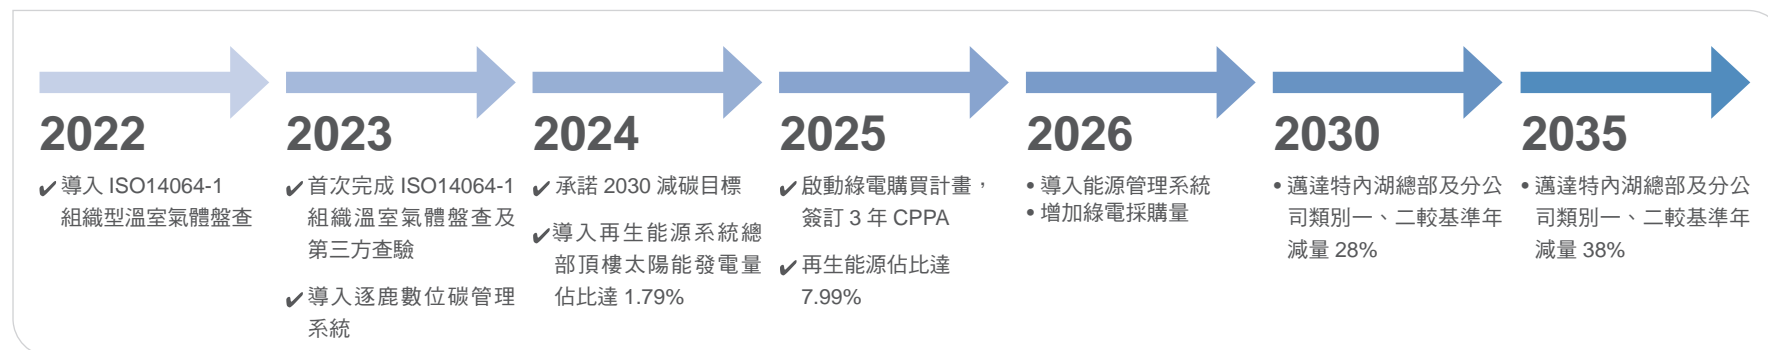 2022
✔ 導入 ISO14064-1
組織型溫室氣體盤查
2023
✔ 首次完成 ISO14064-1
組織溫室氣體盤查及
第三方查驗
✔ 導入逐鹿數位碳管理
系統
2024
✔ 承諾 2030 減碳目標
✔ 導入再生能源系統總
部頂樓太陽能發電量
佔比達 1.79%
2025
✔ 啟動綠電購買計畫，
簽訂 3 年 CPPA
✔ 再生能源佔比達
7.99%
2026
• 導入能源管理系統
• 增加綠電採購量
2030
• 邁達特內湖總部及分公
司類別一、二較基準年
減量 28%
2035
• 邁達特內湖總部及分公
司類別一、二較基準年
減量 38%